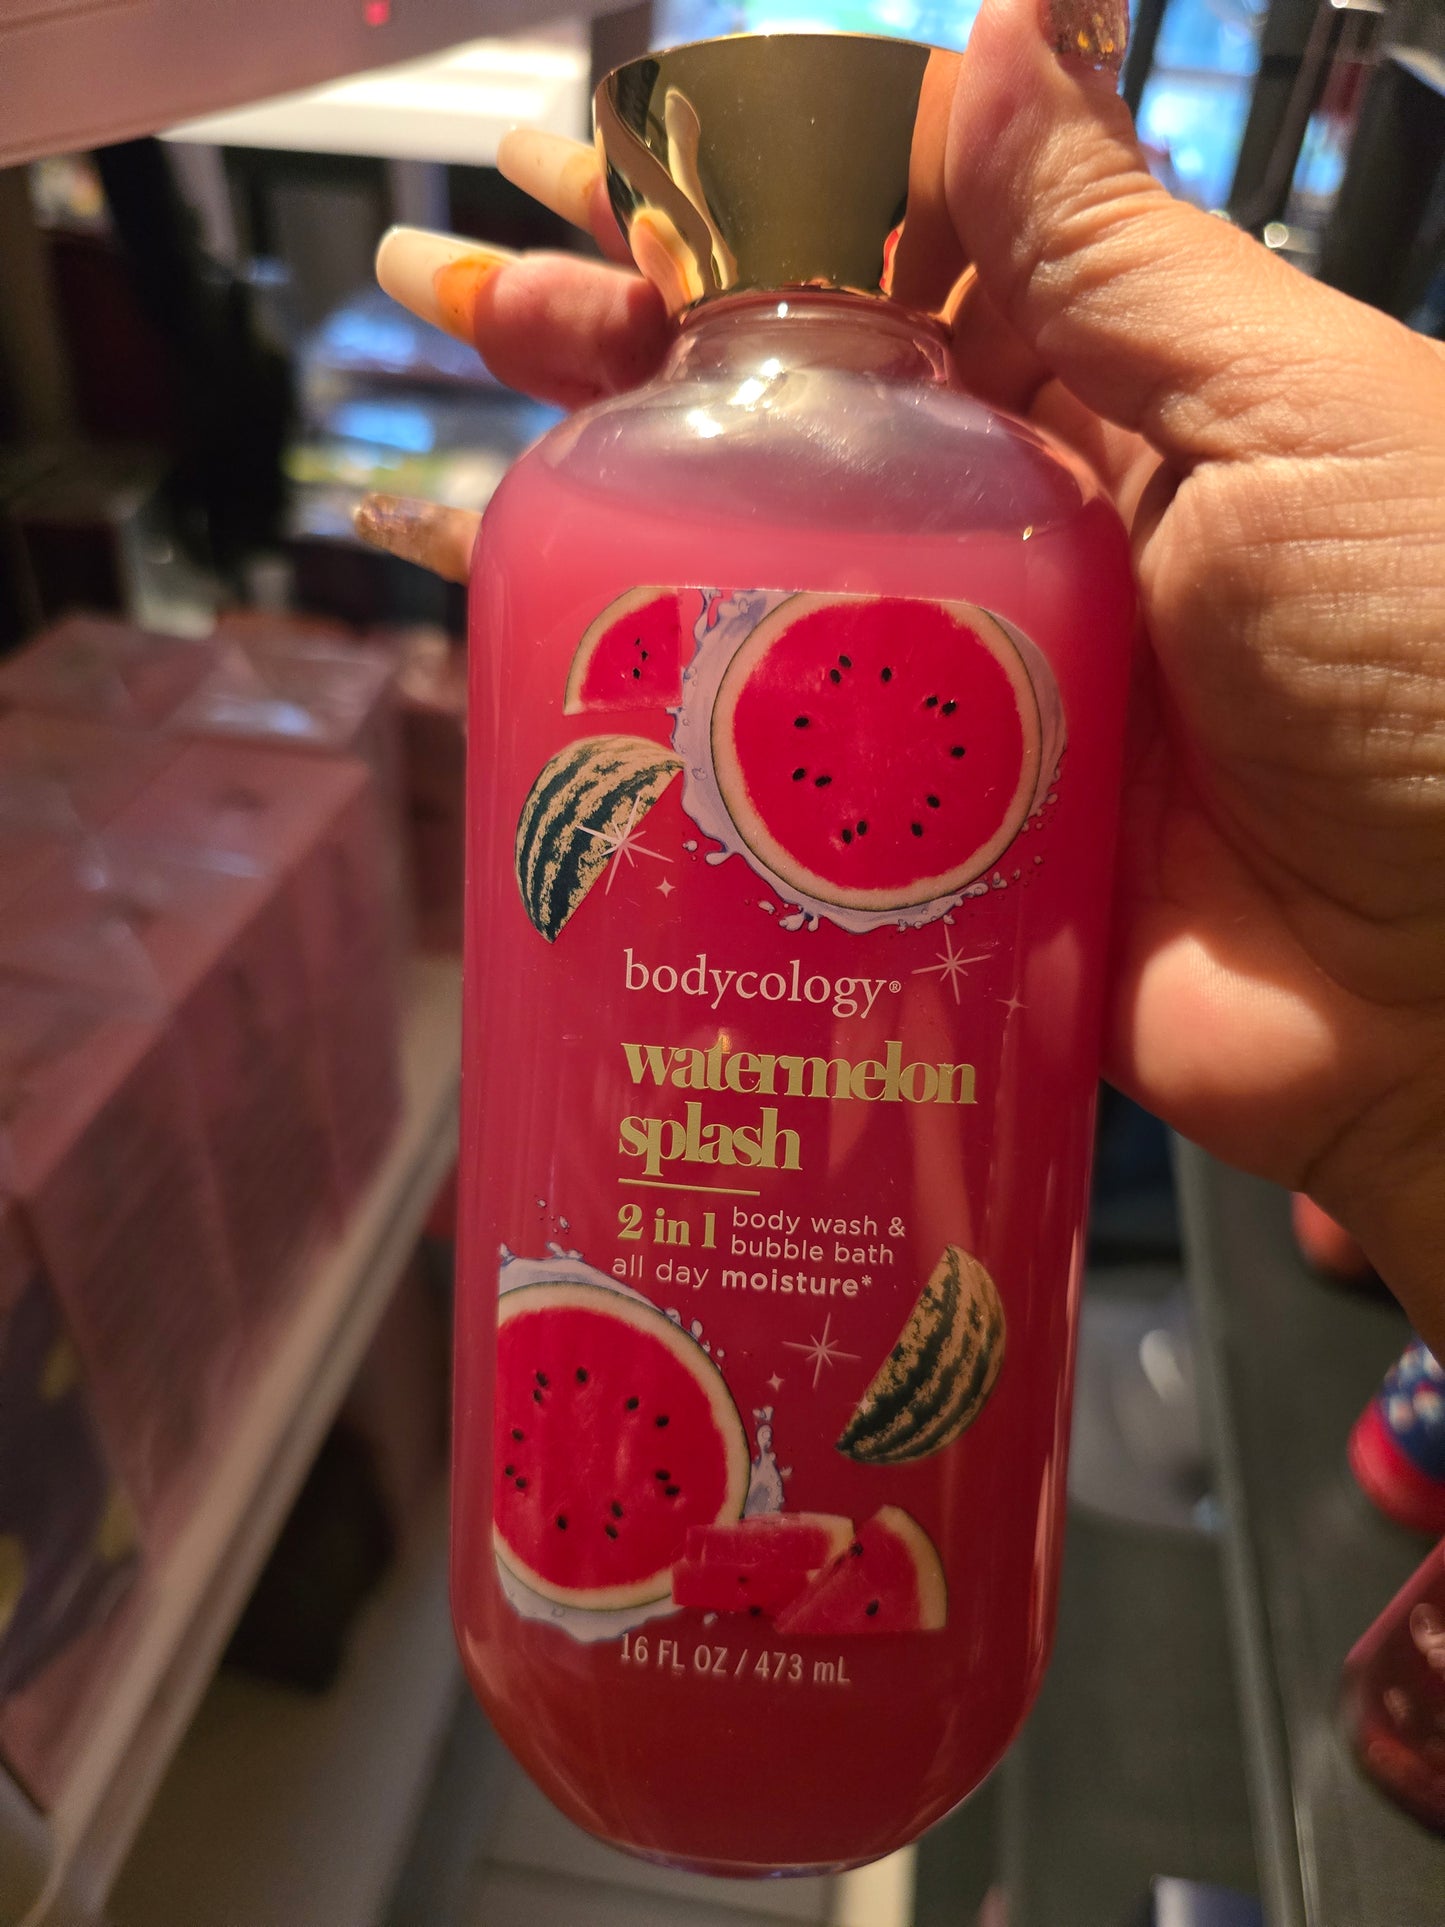 bodycology®
watermelon
splash
2 in 1 body wash &
bubble bath
all day moisture*
16 FL OZ / 473 mL